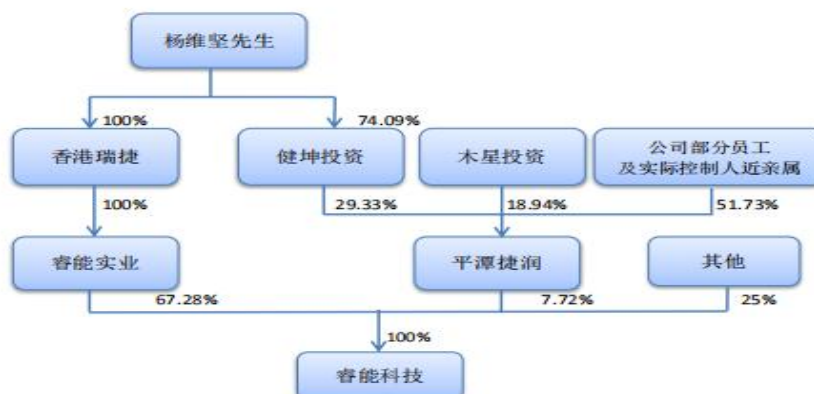 杨维坚先生
100%
74.09%
香港瑞捷
健坤投资
木星投资
公司部分员工
及实际控制人近亲属
100%
29.33%
18.94%
51.73%
睿能实业
平潭捷润
其他
67.28%
7.72%
25%
100%
睿能科技